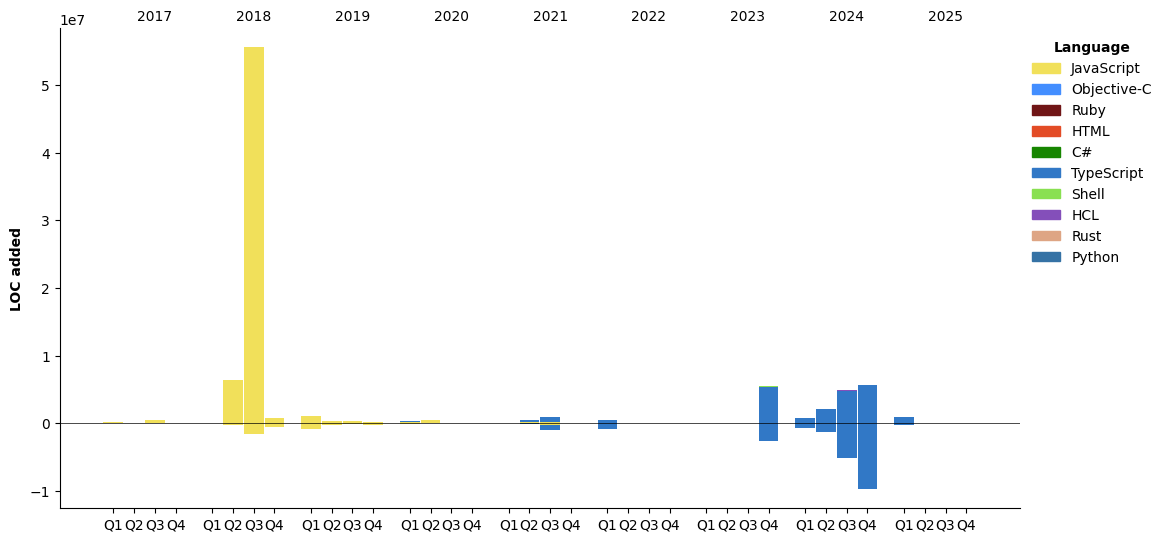 1e7
2017 2018 2019 2020 2021 2022 2023 2024 2025
LOC added
5
4
3
2
1
0
−1
Q1 Q2 Q3 Q4 Q1 Q2 Q3 Q4 Q1 Q2 Q3 Q4 Q1 Q2 Q3 Q4 Q1 Q2 Q3 Q4 Q1 Q2 Q3 Q4 Q1 Q2 Q3 Q4 Q1 Q2 Q3 Q4 Q1 Q2 Q3 Q4
Language
JavaScript
Objective-C
Ruby
HTML
C#
TypeScript
Shell
HCL
Rust
Python